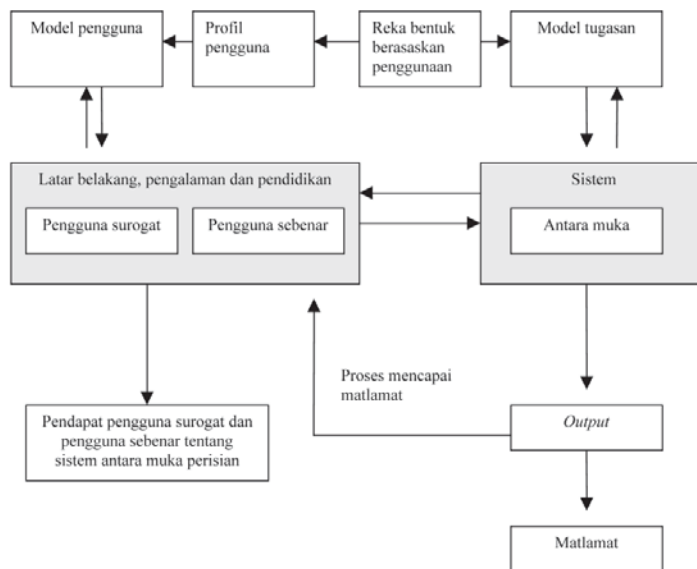 Model pengguna
Profil
pengguna
Reka bentuk
berasaskan
penggunaan
Model tugasan
Latar belakang, pengalaman dan pendidikan
Pengguna surogat
Pengguna sebenar
Sistem
Antara muka
Proses mencapai
matlamat
Pendapat pengguna surogat dan
pengguna sebenar tentang
sistem antara muka perisian
Output
Matlamat